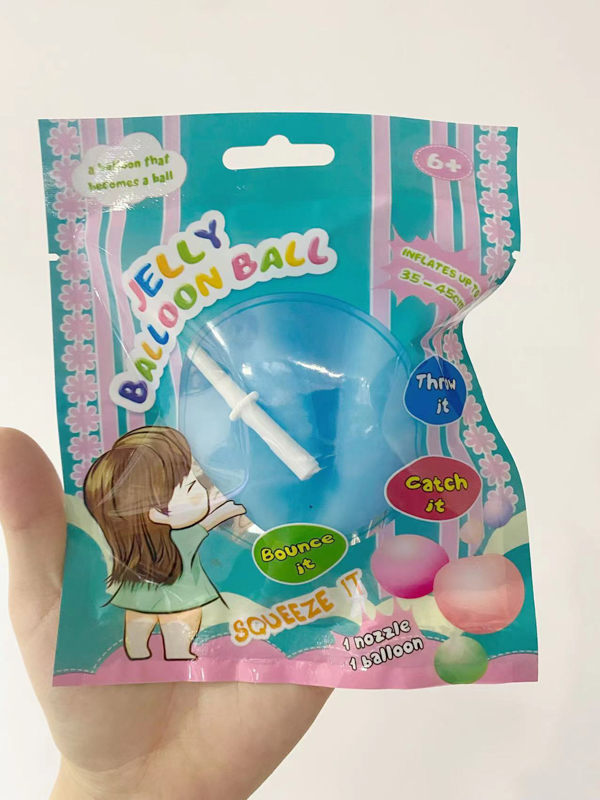 a balloon that
becomes a ball
6+
JELLY
BALLOON BALL
INFLATES UP TO
35-45cm
Throw
it
Catch
it
Bounce
it
SQUEEZE IT
1 nozzle
1 balloon